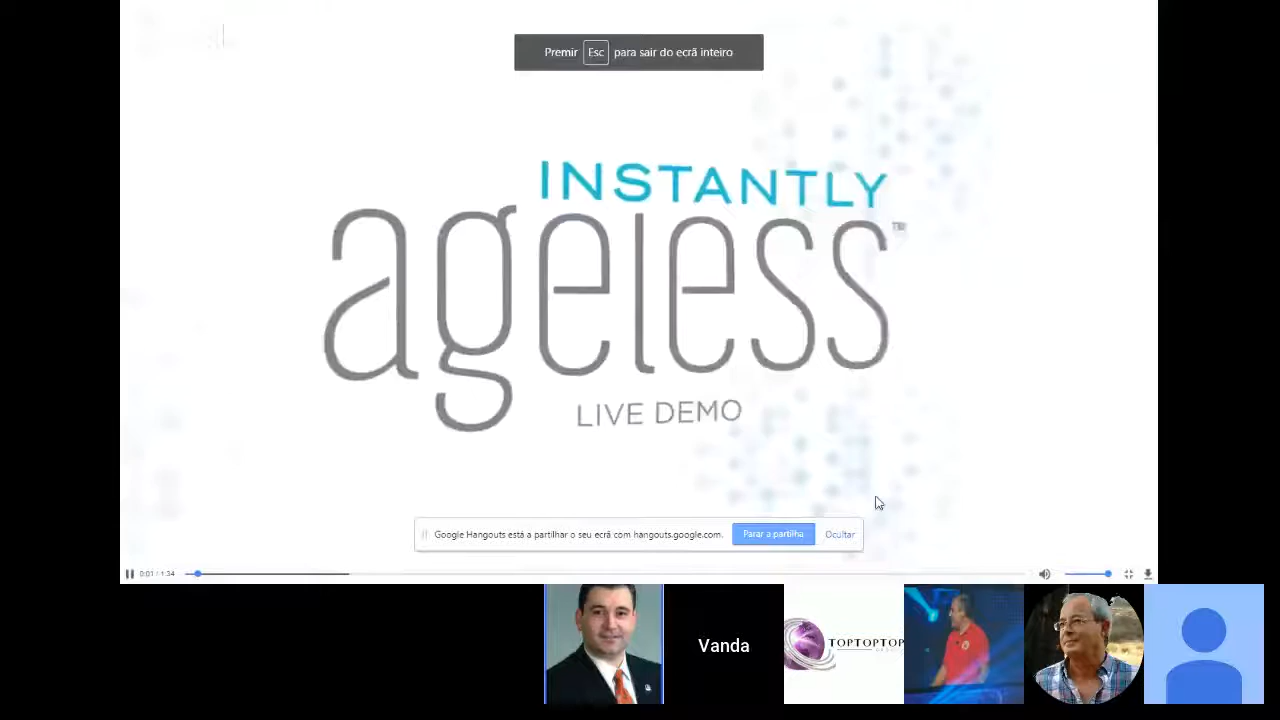 Premir Esc para sair do ecrã inteiro
INSTANTLY
ageless™
LIVE DEMO
Google Hangouts está a partilhar o seu ecrã com hangouts.google.com.
Parar a partilha
Ocultar
0:01 / 1:34
Vanda
TOPTOPTOP